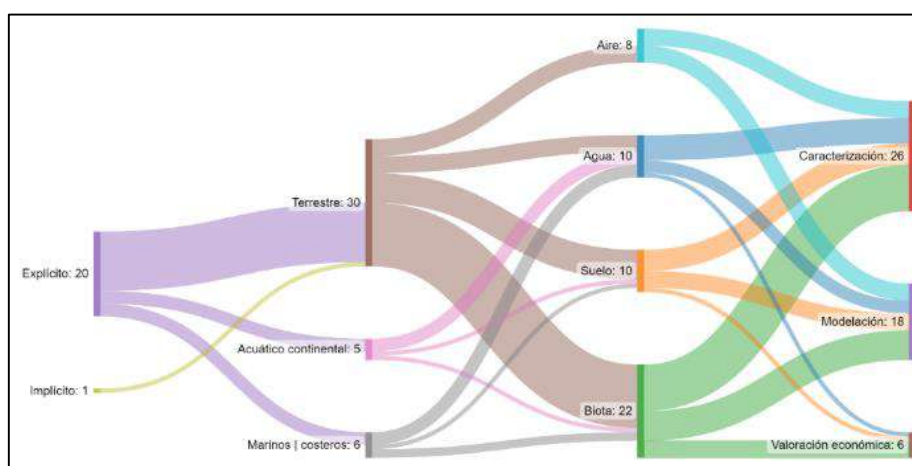 Explícito: 20
Implícito: 1
Terrestre: 30
Acuático continental: 5
Marinos | costeros: 6
Aire: 8
Agua: 10
Suelo: 10
Biota: 22
Caracterización: 26
Modelación: 18
Valoración económica: 6